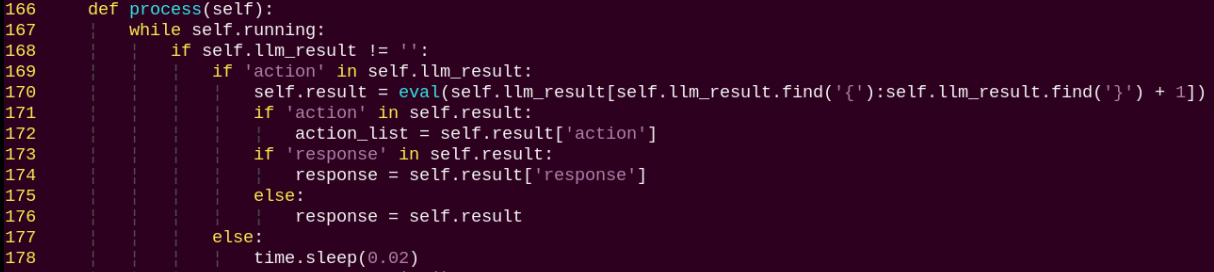 166     def process(self):
167         while self.running:
168             if self.llm_result != '':
169                 if 'action' in self.llm_result:
170                     self.result = eval(self.llm_result[self.llm_result.find('{'):self.llm_result.find('}') + 1])
171                     if 'action' in self.result:
172                         action_list = self.result['action']
173                     if 'response' in self.result:
174                         response = self.result['response']
175                     else:
176                         response = self.result
177                 else:
178                     time.sleep(0.02)